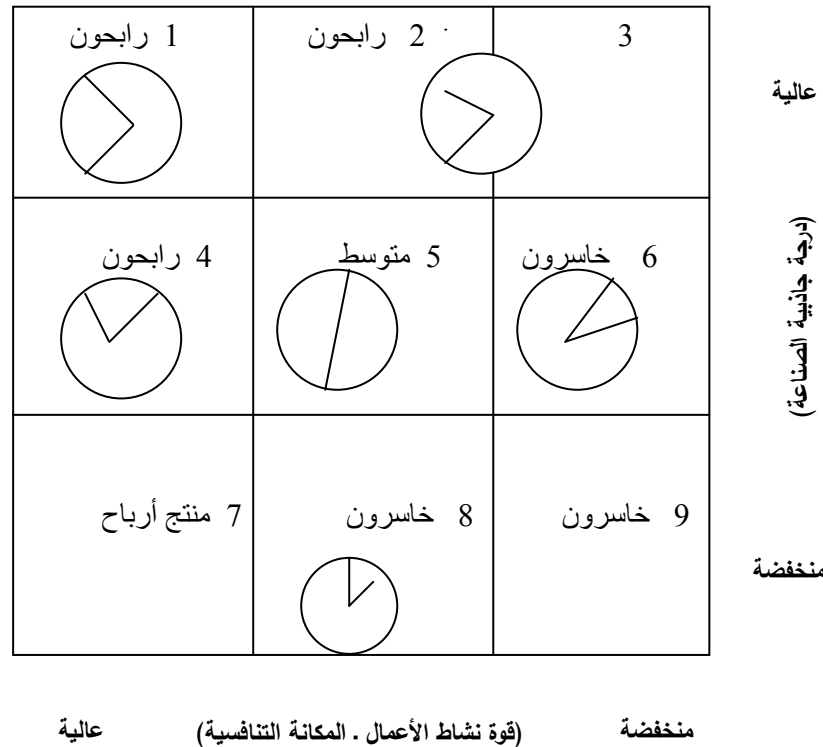 1 رابحون
2 رابحون
3
عالية
4 رابحون
5 متوسط
6 خاسرون
(درجة جاذبية الصناعة)
7 منتج أرباح
8 خاسرون
9 خاسرون
منخفضة
عالية
(قوة نشاط الأعمال . المكانة التنافسية)
منخفضة